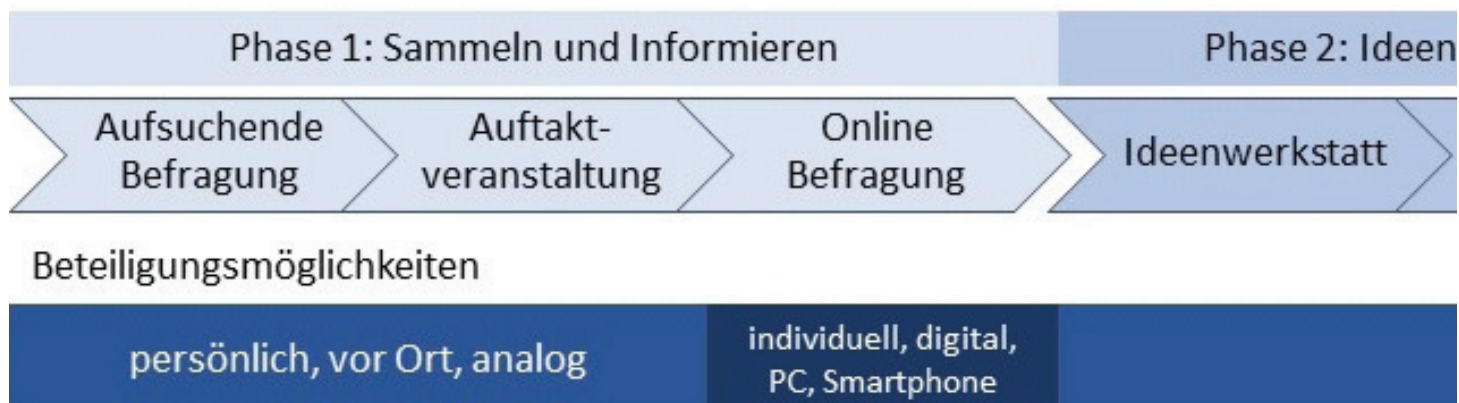 Phase 1: Sammeln und Informieren
Phase 2: Ideen
Aufsuchende
Befragung
Auftakt-
veranstaltung
Online
Befragung
Ideenwerkstatt
Beteiligungsmöglichkeiten
persönlich, vor Ort, analog
individuell, digital,
PC, Smartphone